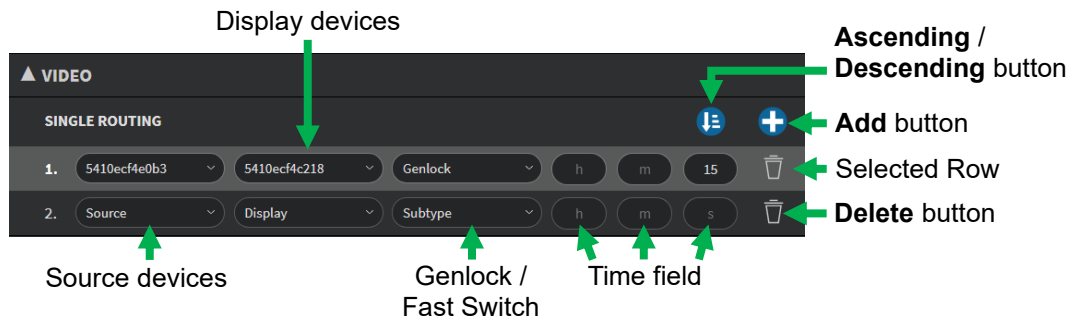 Display devices
Ascending /
Descending button
VIDEO
SINGLE ROUTING
Add button
1. 5410ecf4e0b3 5410ecf4c218 Genlock h m 15
Selected Row
2. Source Display Subtype h m s
Delete button
Source devices
Genlock /
Fast Switch
Time field